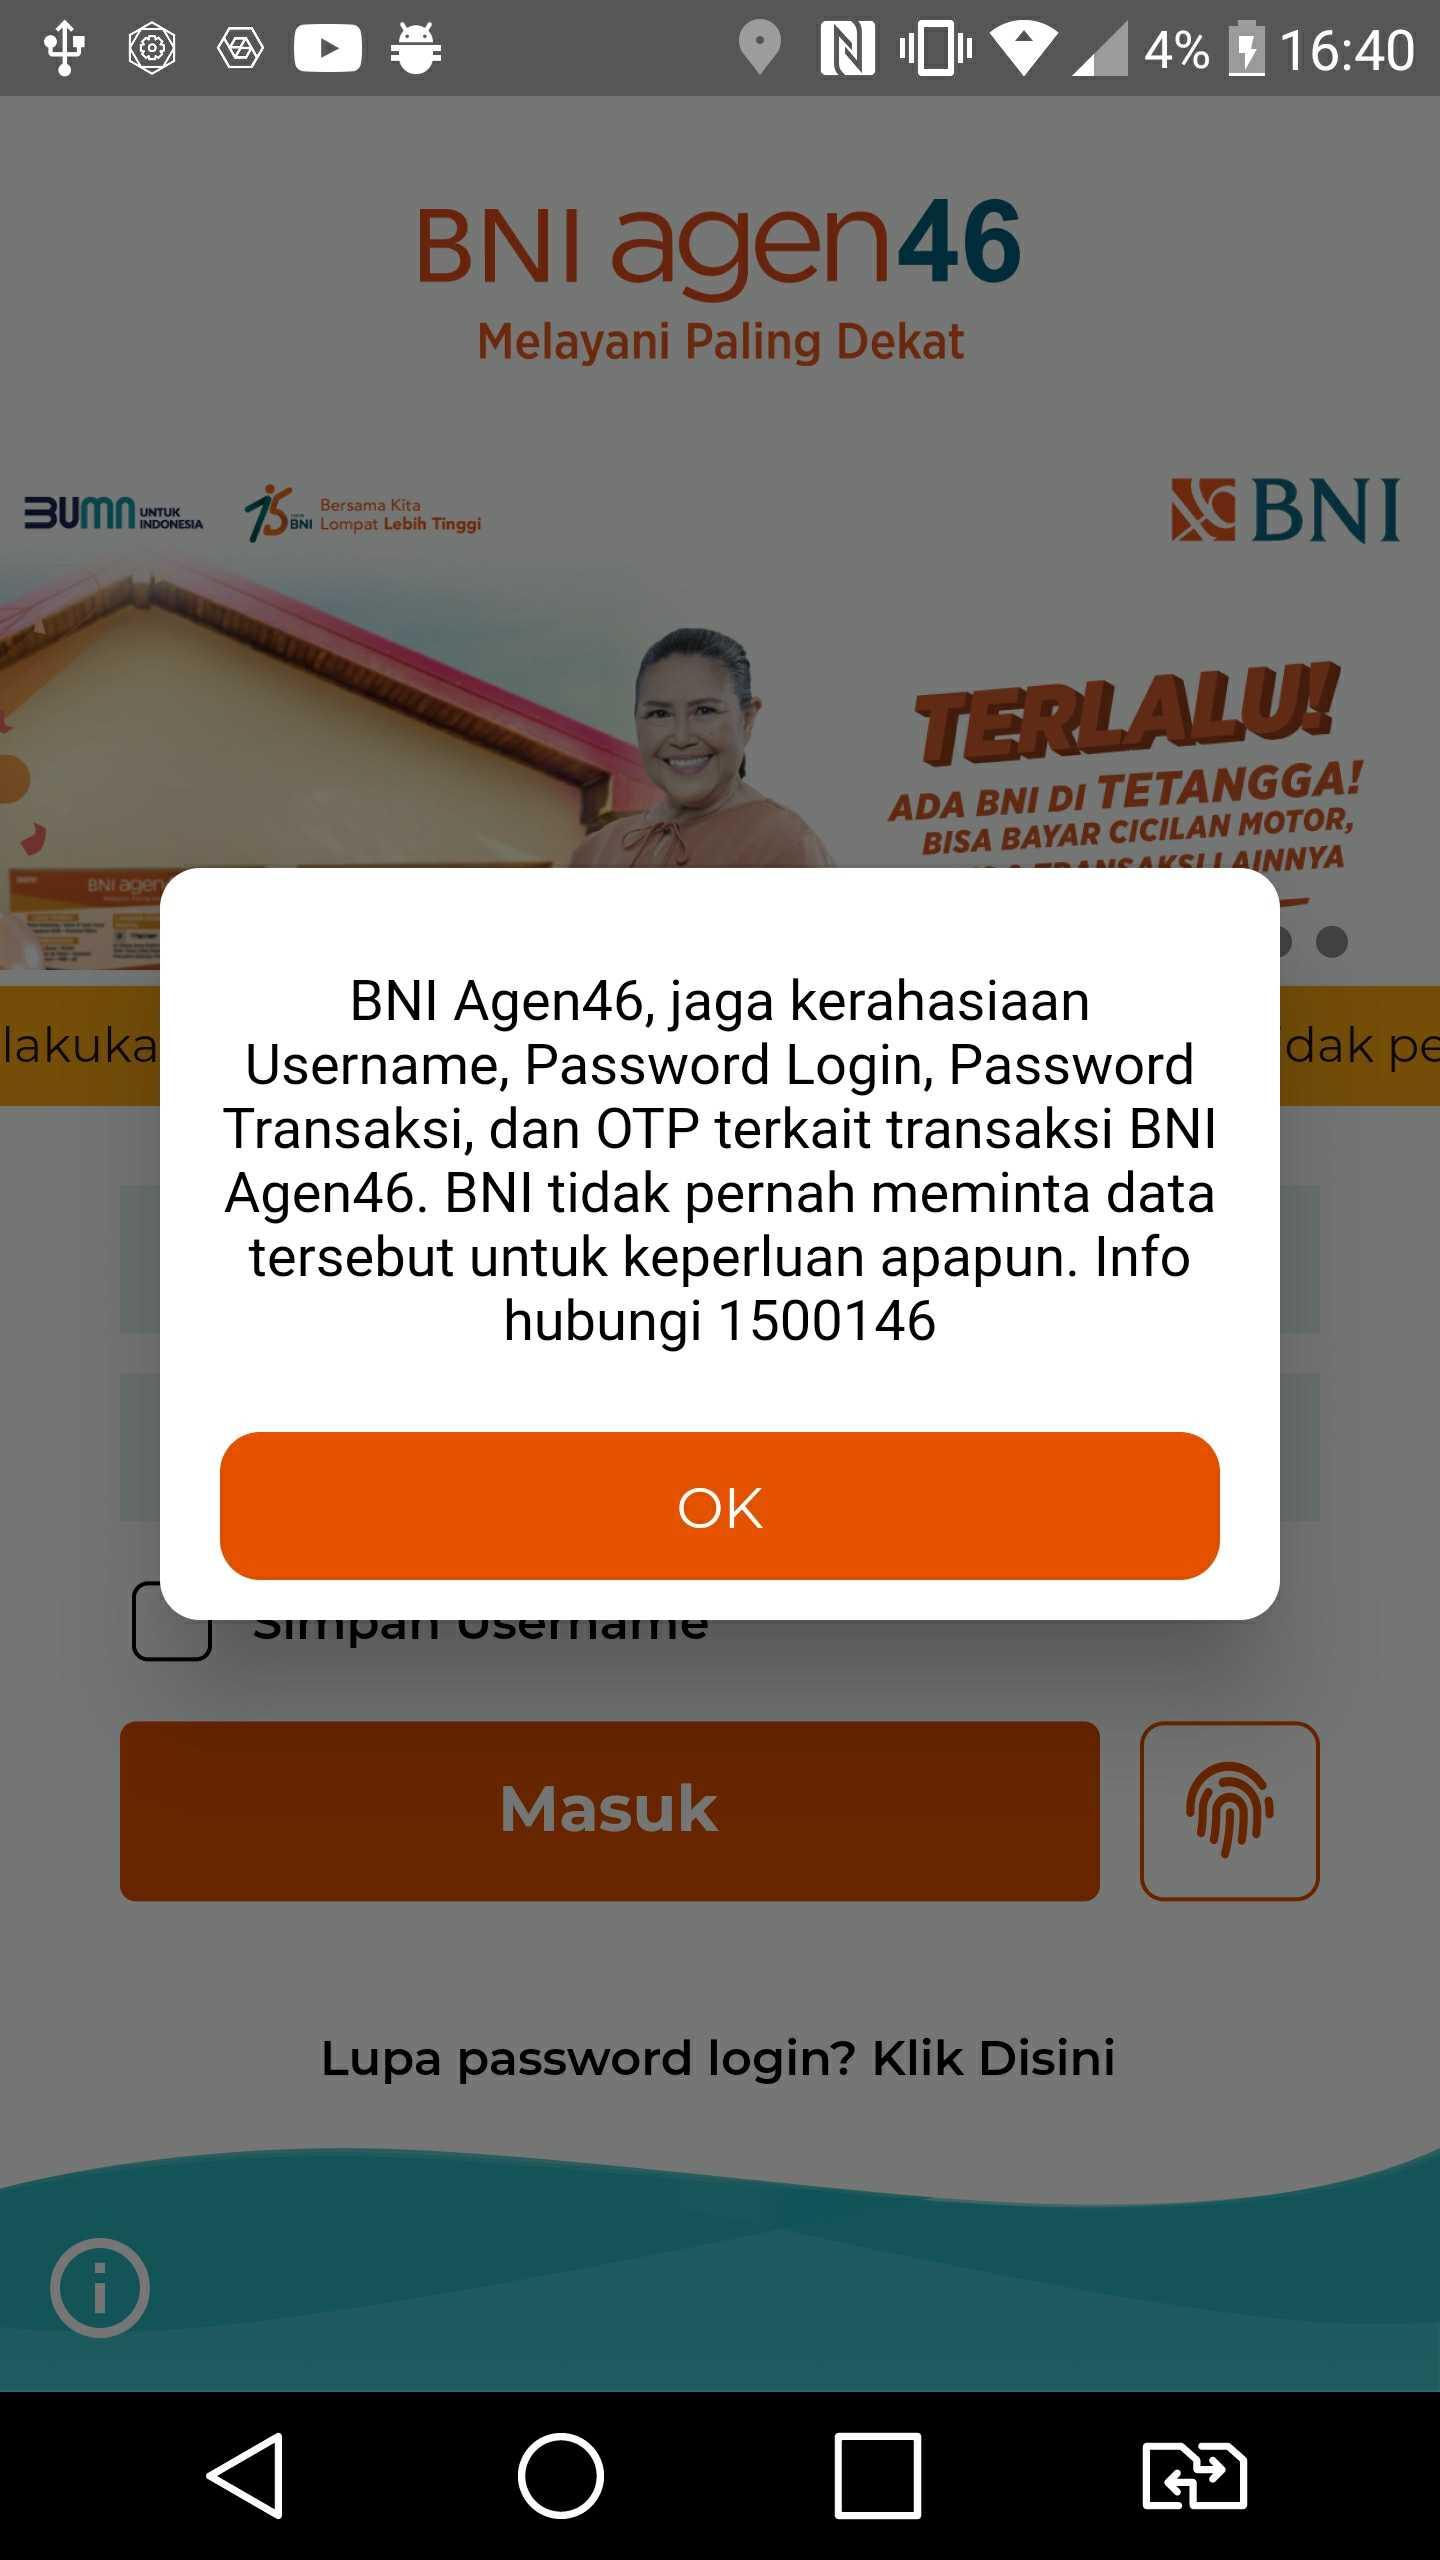 4% 16:40
BNI agen46
Melayani Paling Dekat
BUMN UNTUK INDONESIA
75 BNI Bersama Kita
Lompat Lebih Tinggi
BNI
TERLALU!
ADA BNI DI TETANGGA!
BISA BAYAR CICILAN MOTOR,
TRANSAKSI LAINNYA
BNI agen
lakuka
dak pe
BNI Agen46, jaga kerahasiaan
Username, Password Login, Password
Transaksi, dan OTP terkait transaksi BNI
Agen46. BNI tidak pernah meminta data
tersebut untuk keperluan apapun. Info
hubungi 1500146
OK
Simpan Username
Masuk
Lupa password login? Klik Disini